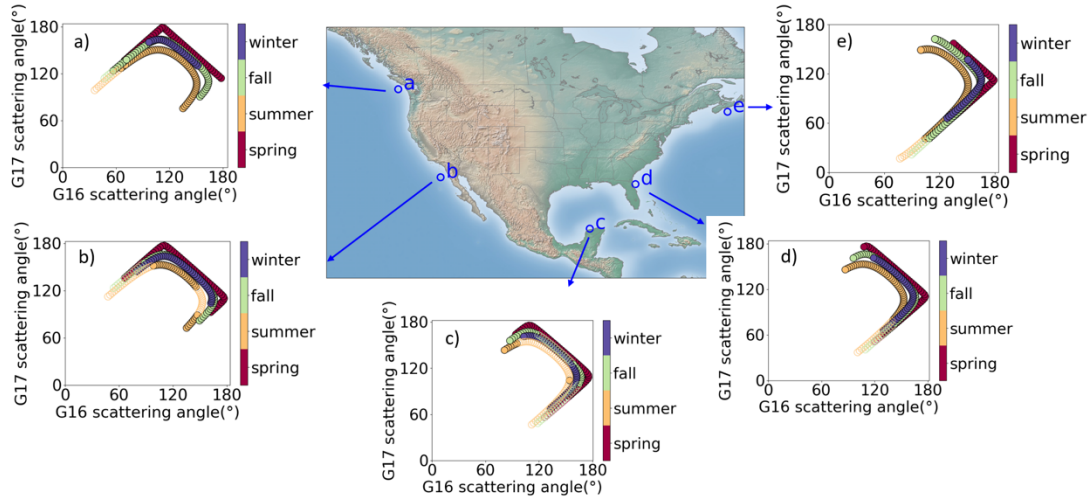 a)
G17 scattering angle(°)
180
120
60
0
0 60 120 180
G16 scattering angle(°)
winter
fall
summer
spring
a
b
c
d
e
e)
G17 scattering angle(°)
180
120
60
0
0 60 120 180
G16 scattering angle(°)
winter
fall
summer
spring
b)
G17 scattering angle(°)
180
120
60
0
0 60 120 180
G16 scattering angle(°)
winter
fall
summer
spring
c)
G17 scattering angle(°)
180
120
60
0
0 60 120 180
G16 scattering angle(°)
winter
fall
summer
spring
d)
G17 scattering angle(°)
180
120
60
0
0 60 120 180
G16 scattering angle(°)
winter
fall
summer
spring